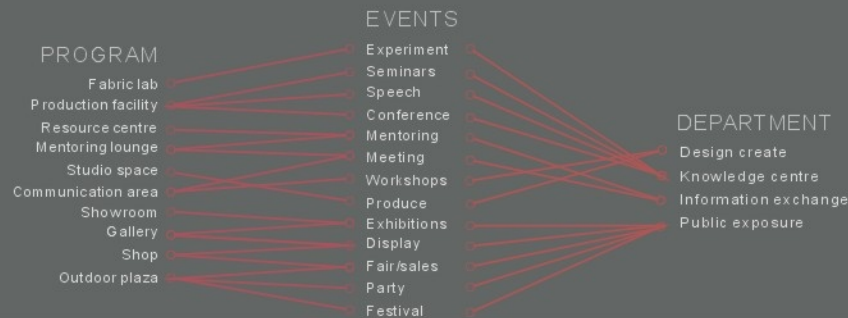 PROGRAM
Fabric lab
Production facility
Resource centre
Mentoring lounge
Studio space
Communication area
Showroom
Gallery
Shop
Outdoor plaza
EVENTS
Experiment
Seminars
Speech
Conference
Mentoring
Meeting
Workshops
Produce
Exhibitions
Display
Fair/sales
Party
Festival
DEPARTMENT
Design create
Knowledge centre
Information exchange
Public exposure